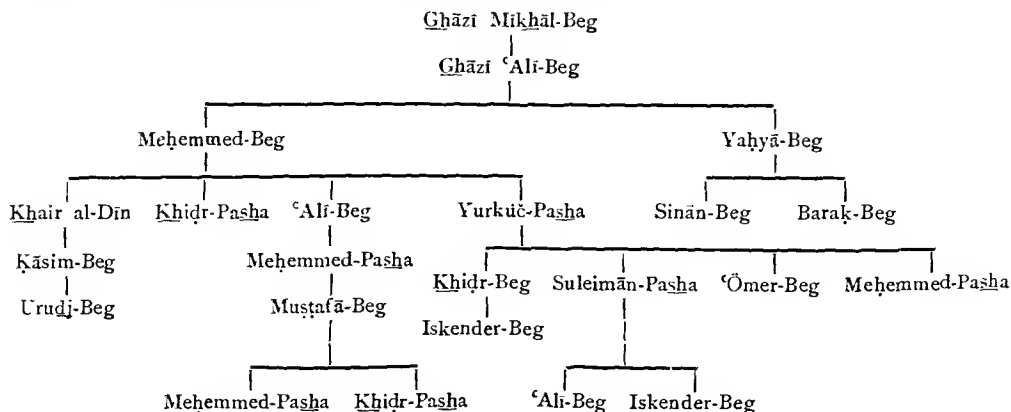 Ghāzī Mīkhāl-Beg
Ghāzī ʿAlī-Beg
Meḥemmed-Beg Yaḥyā-Beg
Khair al-Dīn Khiḍr-Pasha ʿAlī-Beg Yurkuč-Pasha Sinān-Beg Baraḳ-Beg
Ḳāsim-Beg Meḥemmed-Pasha Khiḍr-Beg Suleimān-Pasha ʿÖmer-Beg Meḥemmed-Pasha
Urudj-Beg Muṣṭafā-Beg
Iskender-Beg
Meḥemmed-Pasha Khiḍr-Pasha ʿAlī-Beg Iskender-Beg